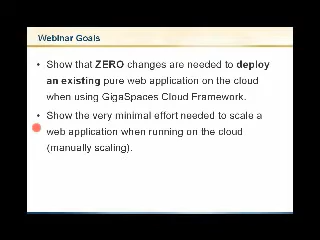 Webinar Goals
• Show that ZERO changes are needed to deploy
an existing pure web application on the cloud
when using GigaSpaces Cloud Framework.
• Show the very minimal effort needed to scale a
web application when running on the cloud
(manually scaling).